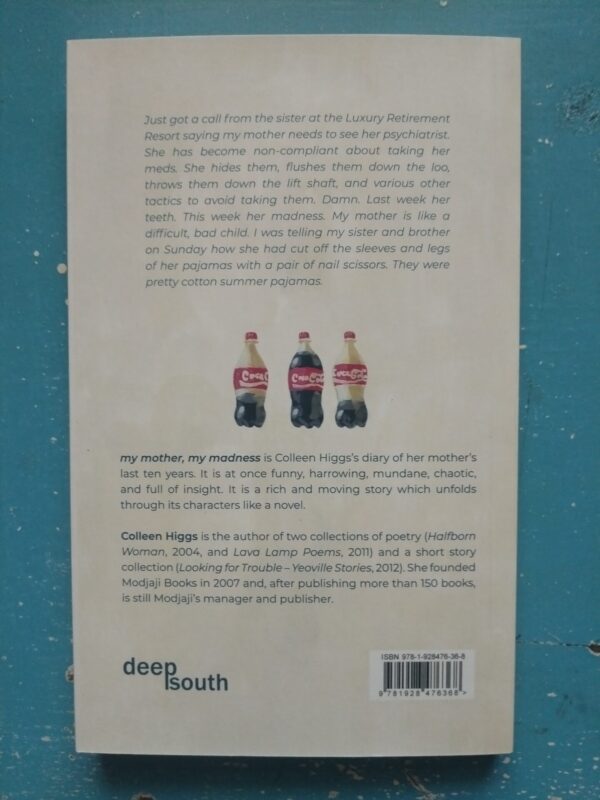 Just got a call from the sister at the Luxury Retirement
Resort saying my mother needs to see her psychiatrist.
She has become non-compliant about taking her
meds. She hides them, flushes them down the loo,
throws them down the lift shaft, and various other
tactics to avoid taking them. Damn. Last week her
teeth. This week her madness. My mother is like a
difficult, bad child. I was telling my sister and brother
on Sunday how she had cut off the sleeves and legs
of her pajamas with a pair of nail scissors. They were
pretty cotton summer pajamas.
my mother, my madness is Colleen Higgs's diary of her mother's
last ten years. It is at once funny, harrowing, mundane, chaotic,
and full of insight. It is a rich and moving story which unfolds
through its characters like a novel.
Colleen Higgs is the author of two collections of poetry (Halfborn
Woman, 2004, and Lava Lamp Poems, 2011) and a short story
collection (Looking for Trouble – Yeoville Stories, 2012). She founded
Modjaji Books in 2007 and, after publishing more than 150 books,
is still Modjaji's manager and publisher.
deep
south
ISBN 978-1-928476-36-8
9 781928 476368 >